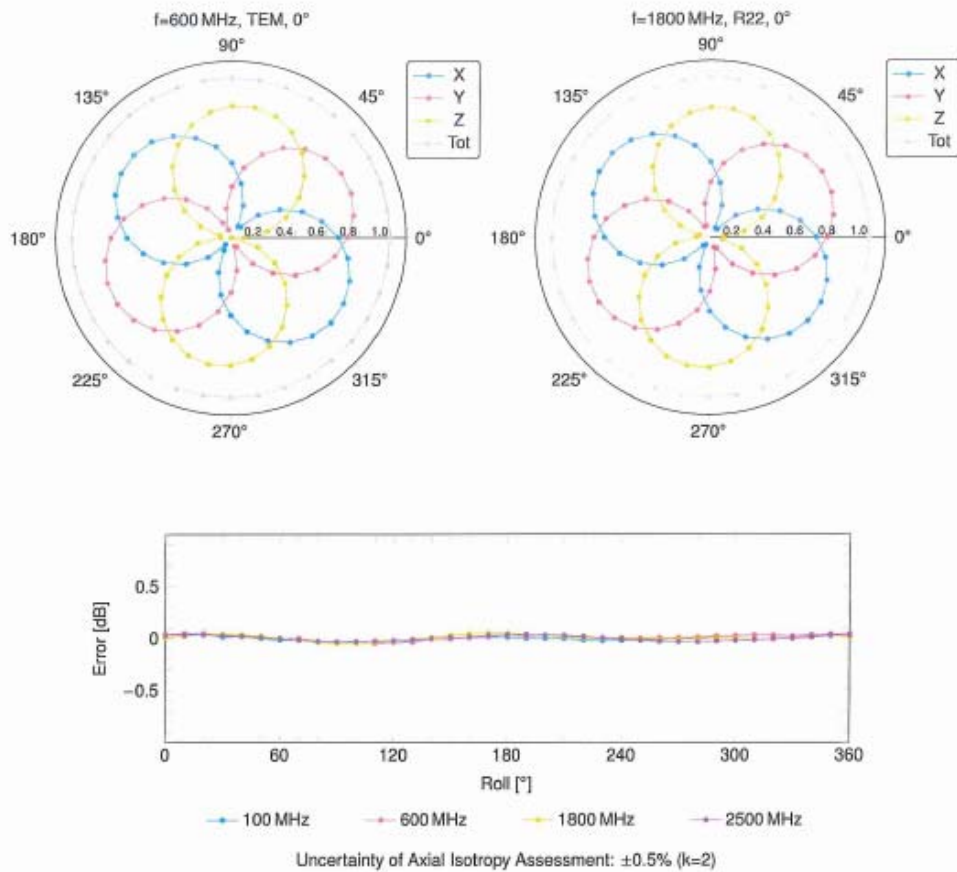 f=600 MHz, TEM, 0°
f=1800 MHz, R22, 0°
90°
135°
45°
180°
0.2 0.4 0.6 0.8 1.0
0°
225°
315°
270°
X
Y
Z
Tot
90°
135°
45°
180°
0.2 0.4 0.6 0.8 1.0
0°
225°
315°
270°
X
Y
Z
Tot
Error [dB]
0.5
0
−0.5
0 60 120 180 240 300 360
Roll [°]
100 MHz 600 MHz 1800 MHz 2500 MHz
Uncertainty of Axial Isotropy Assessment: ±0.5% (k=2)